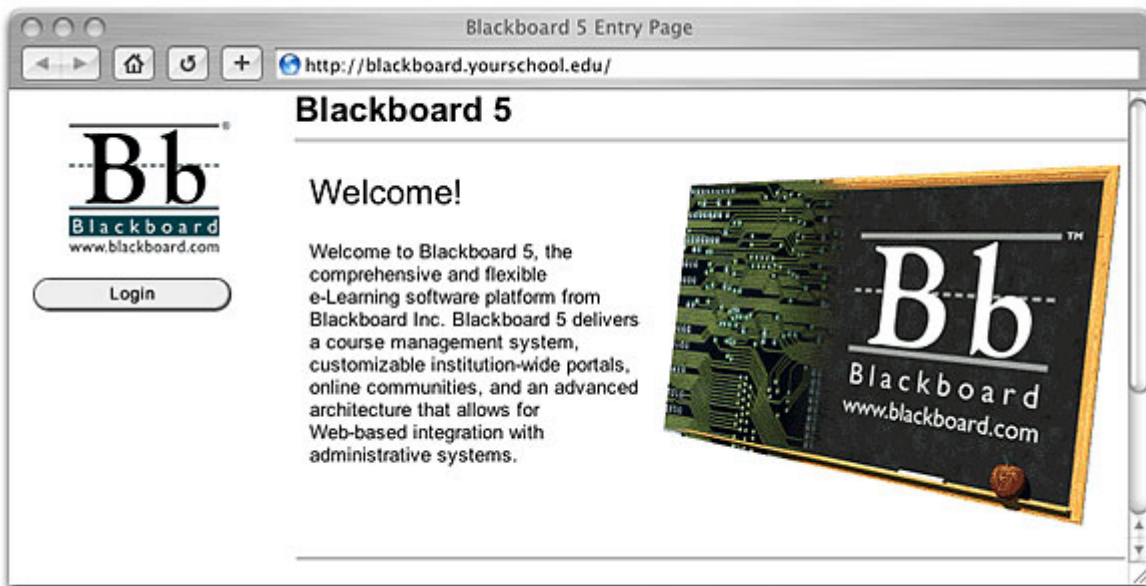 Blackboard 5 Entry Page
http://blackboard.yourschool.edu/
Bb®
Blackboard
www.blackboard.com
Login
Blackboard 5
Welcome!
Welcome to Blackboard 5, the
comprehensive and flexible
e-Learning software platform from
Blackboard Inc. Blackboard 5 delivers
a course management system,
customizable institution-wide portals,
online communities, and an advanced
architecture that allows for
Web-based integration with
administrative systems.
Bb™
Blackboard
www.blackboard.com